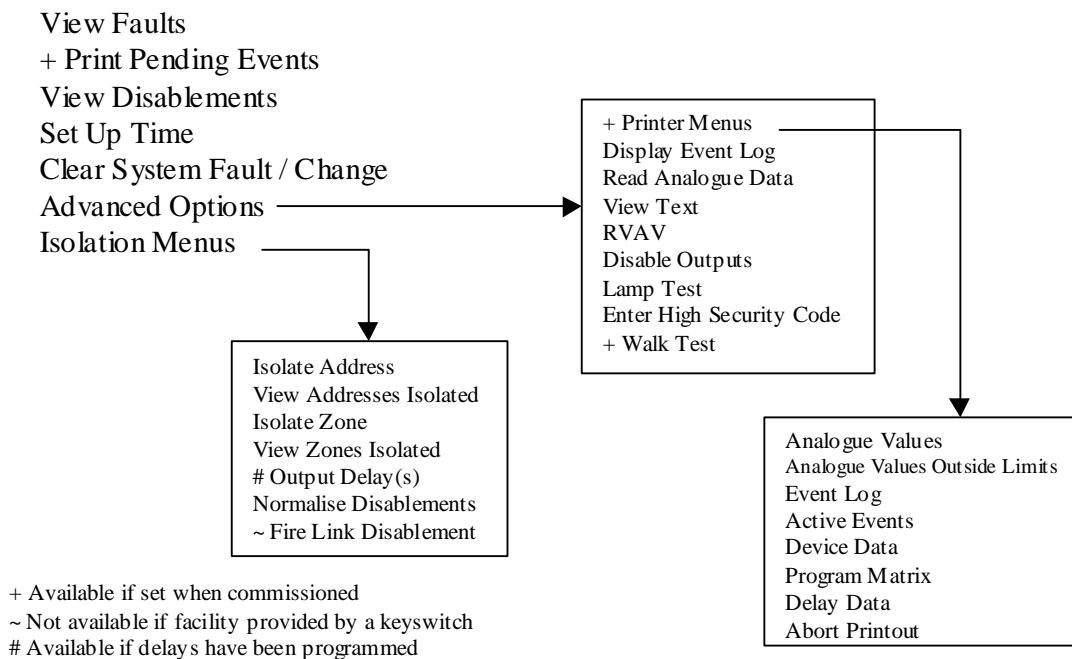 View Faults
+ Print Pending Events
View Disablements
Set Up Time
Clear System Fault / Change
Advanced Options
Isolation Menus
+ Printer Menus
Display Event Log
Read Analogue Data
View Text
RVAV
Disable Outputs
Lamp Test
Enter High Security Code
+ Walk Test
Isolate Address
View Addresses Isolated
Isolate Zone
View Zones Isolated
# Output Delay(s)
Normalise Disablements
~ Fire Link Disablement
Analogue Values
Analogue Values Outside Limits
Event Log
Active Events
Device Data
Program Matrix
Delay Data
Abort Printout
+ Available if set when commissioned
~ Not available if facility provided by a keyswitch
# Available if delays have been programmed